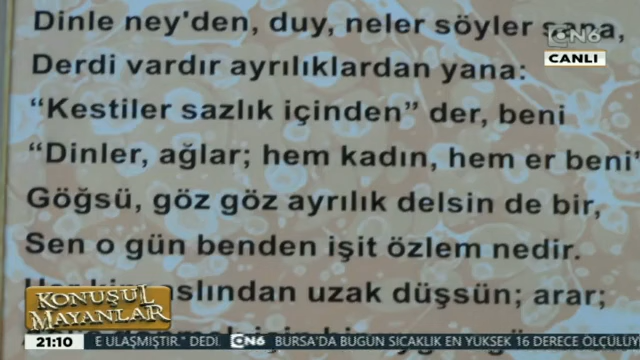 Dinle ney'den, duy, neler söyler sana,
Derdi vardır ayrılıklardan yana:
“Kestiler sazlık içinden” der, beni
“Dinler, ağlar; hem kadın, hem er beni”
Göğsü, göz göz ayrılık delsin de bir,
Sen o gün benden işit özlem nedir.
aslından uzak düşsün; arar;
için bir
CN6
CANLI
KONUŞUL
MAYANLAR
21:10 E ULAŞMIŞTIR." DEDİ. CN6 BURSA'DA BUGÜN SICAKLIK EN YÜKSEK 16 DERECE ÖLÇÜLÜY